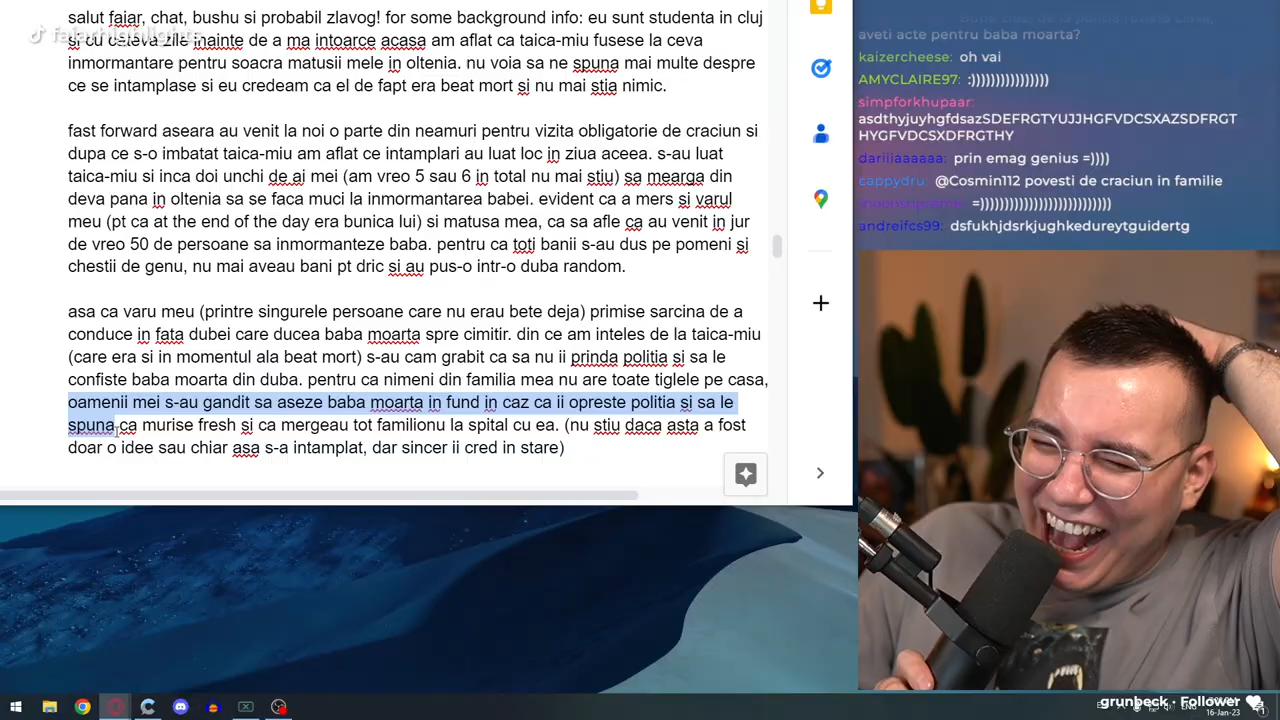 salut faiar, chat, bushu si probabil zlavog! for some background info: eu sunt studenta in cluj
si cu cateva zile inainte de a ma intoarce acasa am aflat ca taica-miu fusese la ceva
inmormantare pentru soacra matusii mele in oltenia. nu voia sa ne spuna mai multe despre
ce se intamplase si eu credeam ca el de fapt era beat mort si nu mai stia nimic.
fast forward aseara au venit la noi o parte din neamuri pentru vizita obligatorie de craciun si
dupa ce s-o imbatat taica-miu am aflat ce intamplari au luat loc in ziua aceea. s-au luat
taica-miu si inca doi unchi de ai mei (am vreo 5 sau 6 in total nu mai stiu) sa mearga din
deva pana in oltenia sa se faca muci la inmormantarea babei. evident ca a mers si varul
meu (pt ca at the end of the day era bunica lui) si matusa mea, ca sa afle ca au venit in jur
de vreo 50 de persoane sa inmormanteze baba. pentru ca toti banii s-au dus pe pomeni si
chestii de genu, nu mai aveau bani pt dric si au pus-o intr-o duba random.
asa ca varu meu (printre singurele persoane care nu erau bete deja) primise sarcina de a
conduce in fata dubei care ducea baba moarta spre cimitir. din ce am inteles de la taica-miu
(care era si in momentul ala beat mort) s-au cam grabit ca sa nu ii prinda politia si sa le
confiste baba moarta din duba. pentru ca nimeni din familia mea nu are toate tiglele pe casa,
oamenii mei s-au gandit sa aseze baba moarta in fund in caz ca ii opreste politia si sa le
spuna ca murise fresh si ca mergeau tot familionu la spital cu ea. (nu stiu daca asta a fost
doar o idee sau chiar asa s-a intamplat, dar sincer ii cred in stare)
aveti acte pentru baba moarta?
kaizercheese: oh vai
AMYCLAIRE97: :)))))))))))))))))
simpforkhupaar:
asdthyjuyhgfdsazSDEFRGTYUJJHGFVDCSXAZSDFRGT
HYGFVDCSXDFRGTHY
dariiiaaaaaa: prin emag genius =))))
cappydru: @Cosmin112 povesti de craciun in familie
=))))))))))))))))))))))))))
andreifcs99: dsfukhjdsrkjughkedureytguidertg
grunbeck · Follower
16-Jan-23